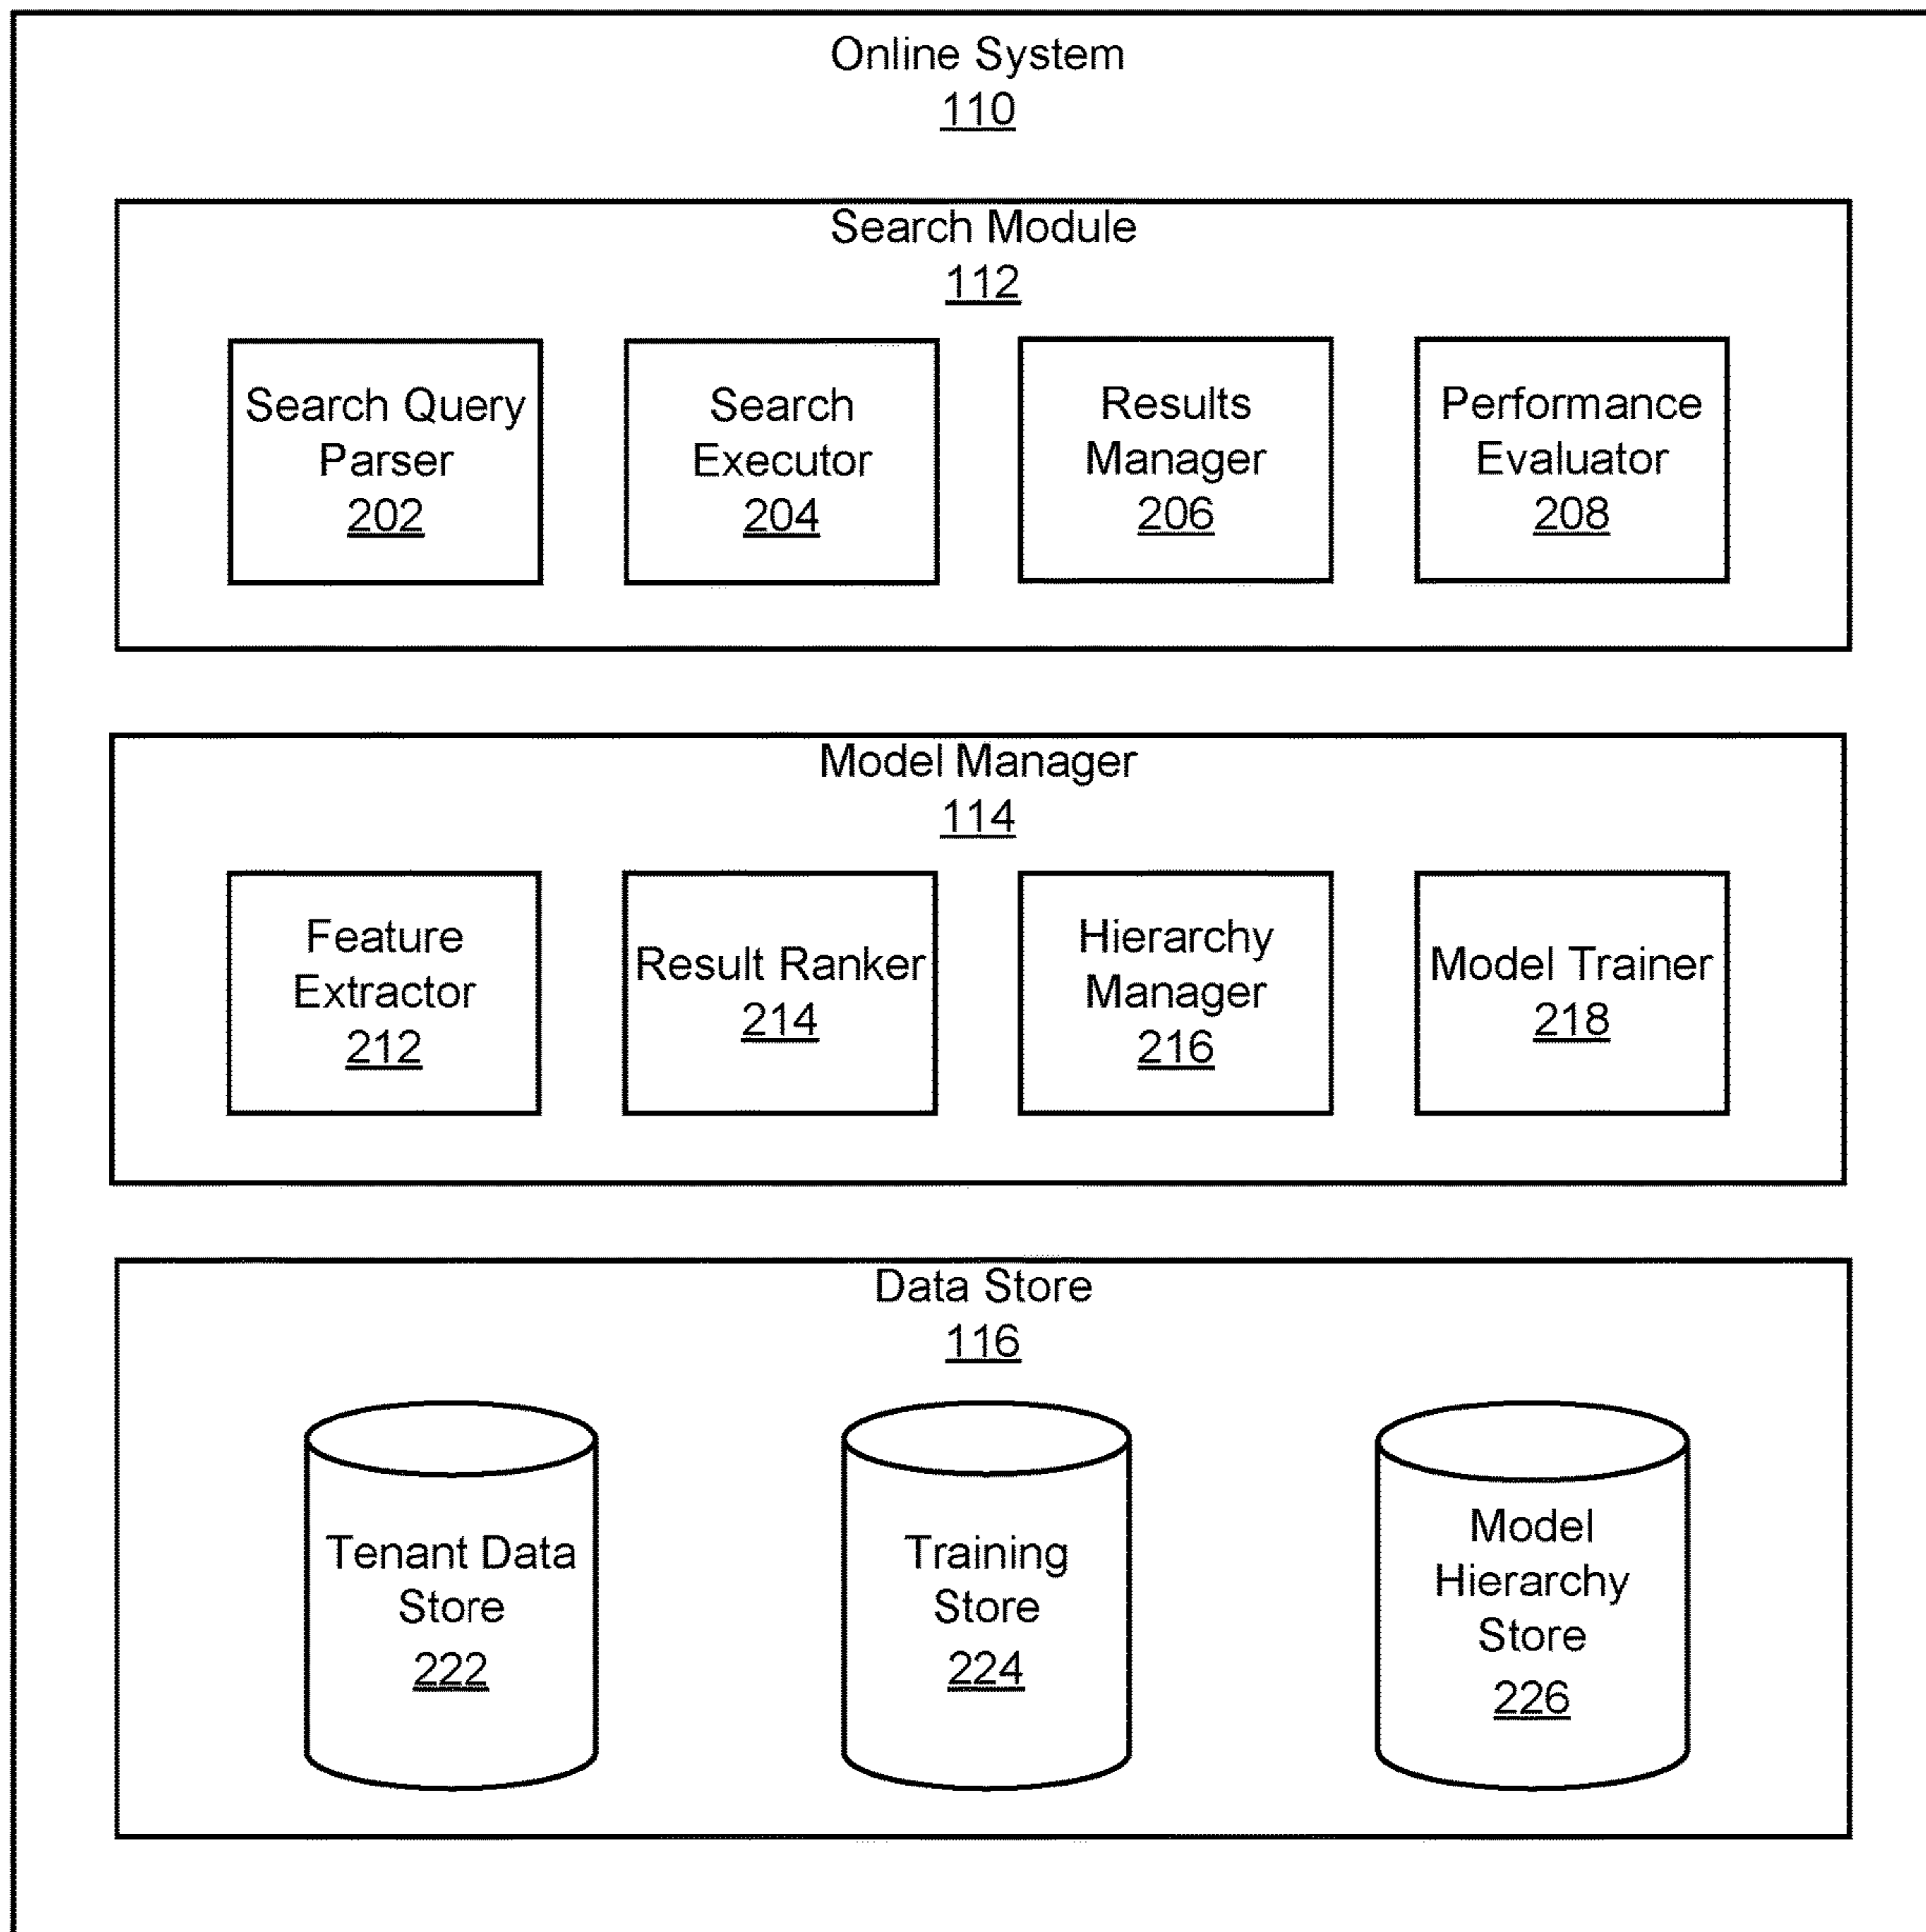 Online System
110
Search Module
112
Search Query
Parser
202
Search
Executor
204
Results
Manager
206
Performance
Evaluator
208
Model Manager
114
Feature
Extractor
212
Result Ranker
214
Hierarchy
Manager
216
Model Trainer
218
Data Store
116
Tenant Data
Store
222
Training
Store
224
Model
Hierarchy
Store
226